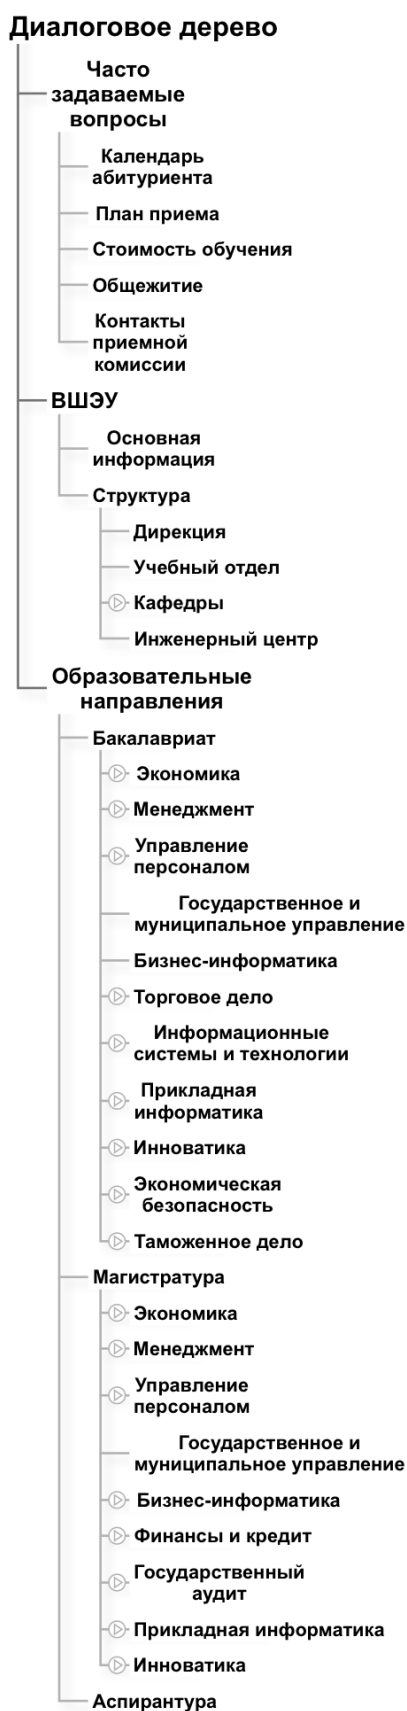 Диалоговое дерево
Часто
задаваемые
вопросы
Календарь
абитуриента
План приема
Стоимость обучения
Общежитие
Контакты
приемной
комиссии
ВШЭУ
Основная
информация
Структура
Дирекция
Учебный отдел
Кафедры
Инженерный центр
Образовательные
направления
Бакалавриат
Экономика
Менеджмент
Управление
персоналом
Государственное и
муниципальное управление
Бизнес-информатика
Торговое дело
Информационные
системы и технологии
Прикладная
информатика
Инноватика
Экономическая
безопасность
Таможенное дело
Магистратура
Экономика
Менеджмент
Управление
персоналом
Государственное и
муниципальное управление
Бизнес-информатика
Финансы и кредит
Государственный
аудит
Прикладная информатика
Инноватика
Аспирантура